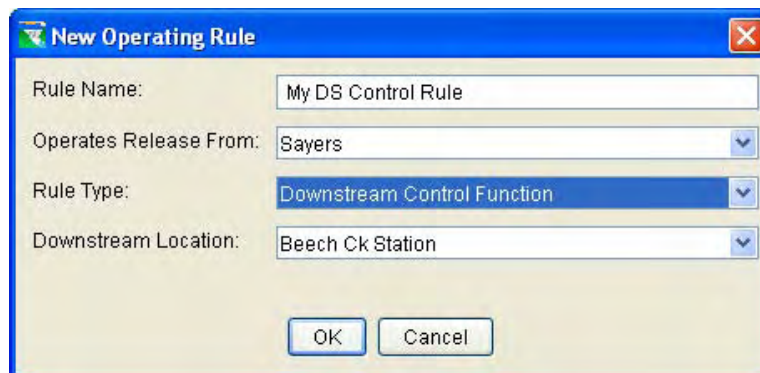 New Operating Rule
Rule Name: My DS Control Rule
Operates Release From: Sayers
Rule Type: Downstream Control Function
Downstream Location: Beech Ck Station
OK Cancel